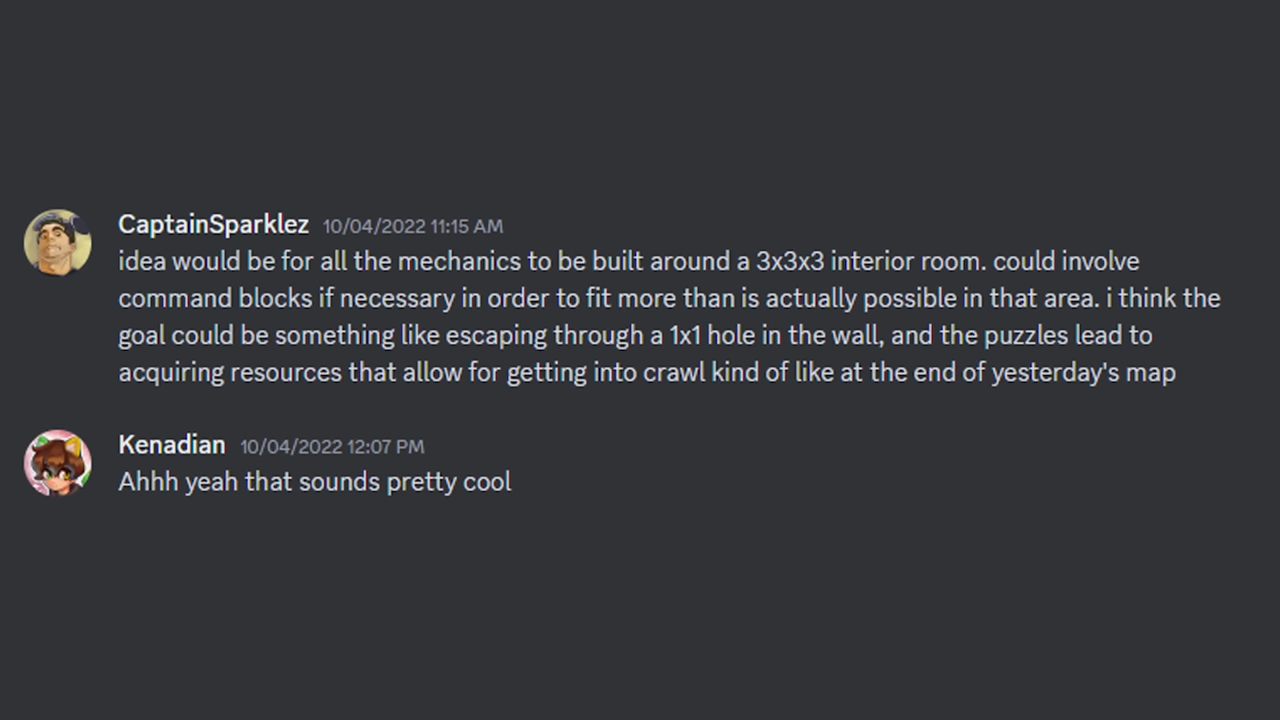 CaptainSparklez 10/04/2022 11:15 AM
idea would be for all the mechanics to be built around a 3x3x3 interior room. could involve
command blocks if necessary in order to fit more than is actually possible in that area. i think the
goal could be something like escaping through a 1x1 hole in the wall, and the puzzles lead to
acquiring resources that allow for getting into crawl kind of like at the end of yesterday's map
Kenadian 10/04/2022 12:07 PM
Ahhh yeah that sounds pretty cool